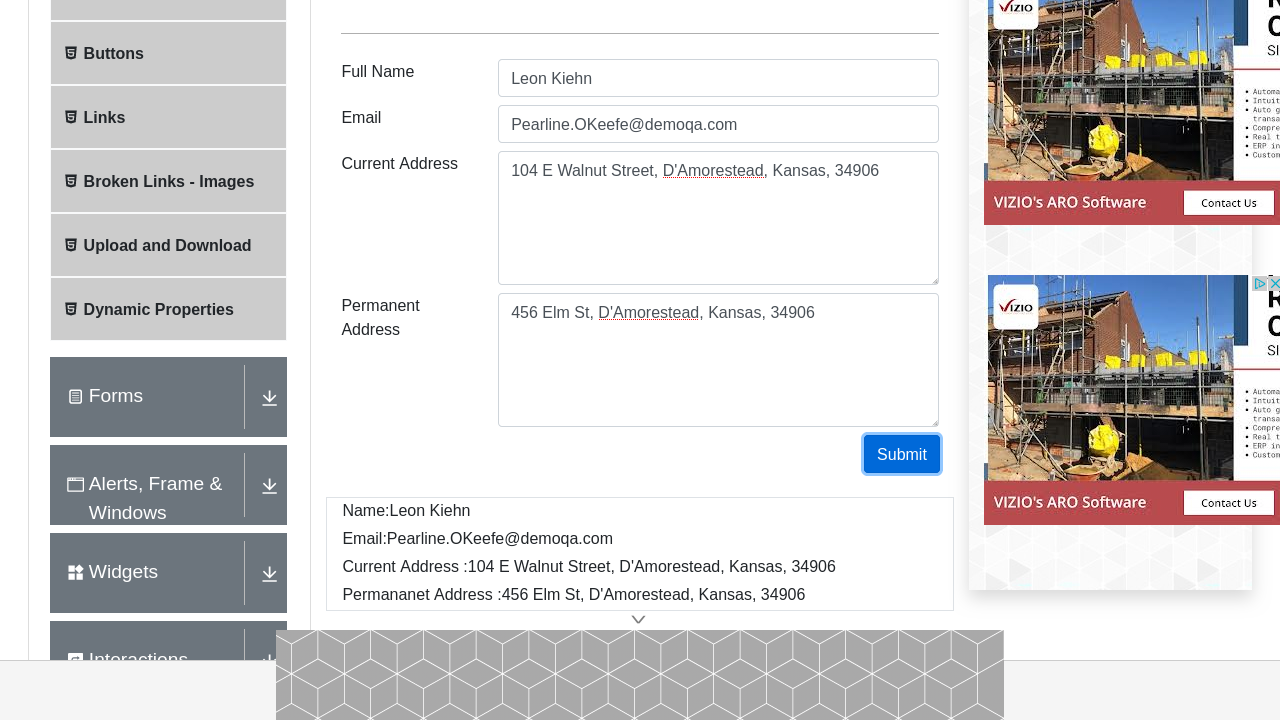 Buttons
Links
Broken Links - Images
Upload and Download
Dynamic Properties
Forms
Alerts, Frame &
Windows
Widgets
Interactions
Full Name
Leon Kiehn
Email
Pearline.OKeefe@demoqa.com
Current Address
104 E Walnut Street, D'Amorestead, Kansas, 34906
Permanent
Address
456 Elm St, D'Amorestead, Kansas, 34906
Submit
Name:Leon Kiehn
Email:Pearline.OKeefe@demoqa.com
Current Address :104 E Walnut Street, D'Amorestead, Kansas, 34906
Permananet Address :456 Elm St, D'Amorestead, Kansas, 34906
VIZIO
VIZIO's ARO Software
Contact Us
VIZIO
VIZIO's ARO Software
Contact Us